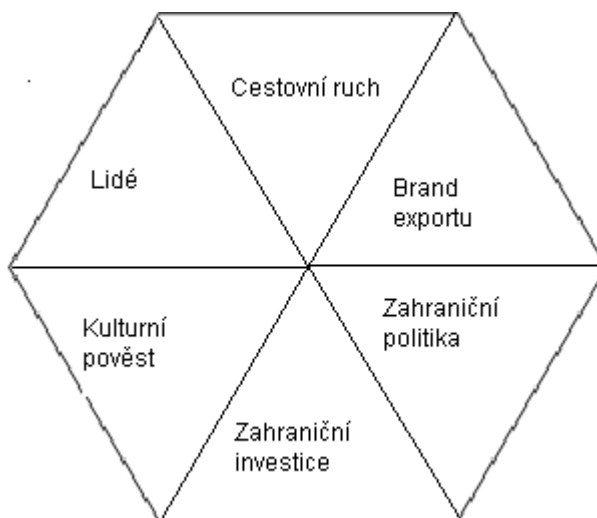 Cestovní ruch
Lidé
Brand
exportu
Kulturní
pověst
Zahraniční
politika
Zahraniční
investice